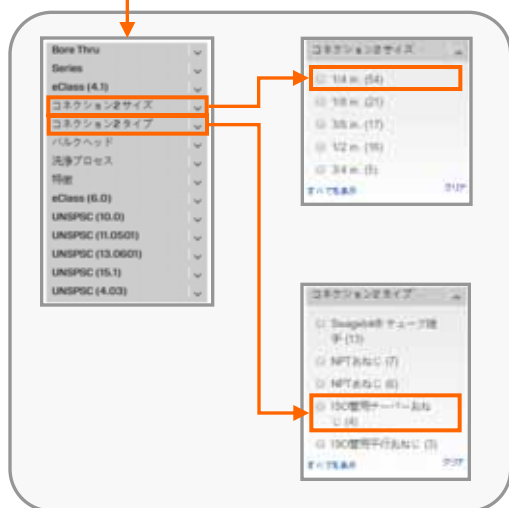 Bore Thru
Series
eClass (4.1)
コネクション2サイズ
コネクション2タイプ
バルクヘッド
洗浄プロセス
特徴
eClass (6.0)
UNSPSC (10.0)
UNSPSC (11.0501)
UNSPSC (13.0601)
UNSPSC (15.1)
UNSPSC (4.03)
コネクション2サイズ
1/4 in. (54)
1/8 in. (21)
3/8 in. (17)
1/2 in. (16)
3/4 in. (5)
すべてを表示 クリア
コネクション2タイプ
Swagelok® チューブ継
手 (13)
NPTおねじ (7)
(6)
ISO管用テーパーおね
じ (4)
ISO管用平行おねじ (3)
すべてを表示 クリア